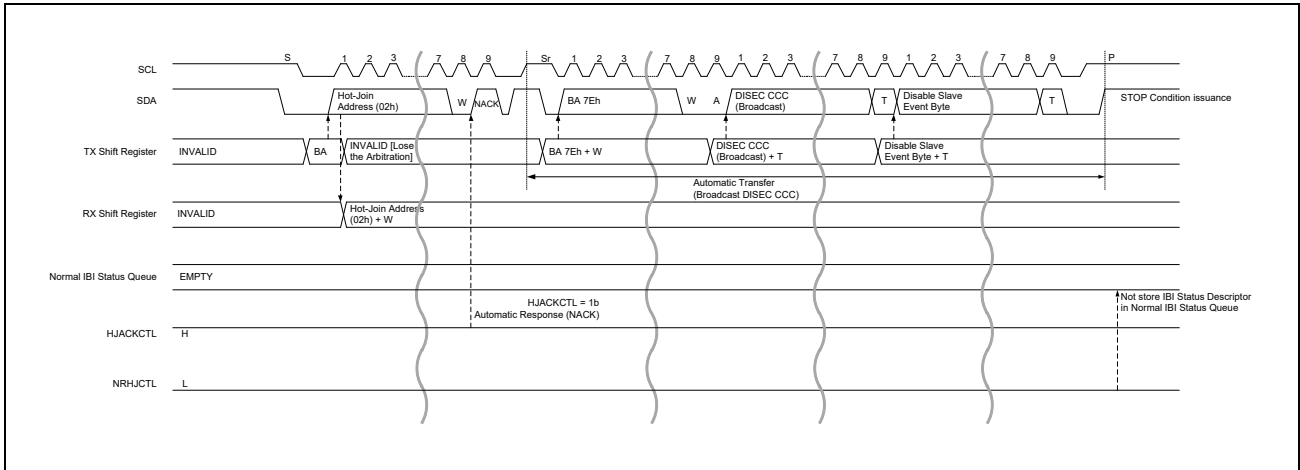 S 1 2 3 7 8 9 Sr 1 2 3 7 8 9 1 2 3 7 8 9 1 2 3 7 8 9 P
SCL
SDA
Hot-Join
Address (02h)
W
NACK
BA 7Eh
W A
DISEC CCC
(Broadcast)
T
Disable Slave
Event Byte
T
STOP Condition issuance
TX Shift Register
INVALID
BA
INVALID [Lose
the Arbitration]
BA 7Eh + W
DISEC CCC
(Broadcast) + T
Disable Slave
Event Byte + T
Automatic Transfer
(Broadcast DISEC CCC)
RX Shift Register
INVALID
Hot-Join Address
(02h) + W
Normal IBI Status Queue
EMPTY
Not store IBI Status Descriptor
in Normal IBI Status Queue
HJACKCTL = 1b
Automatic Response (NACK)
HJACKCTL
H
NRHJCTL
L